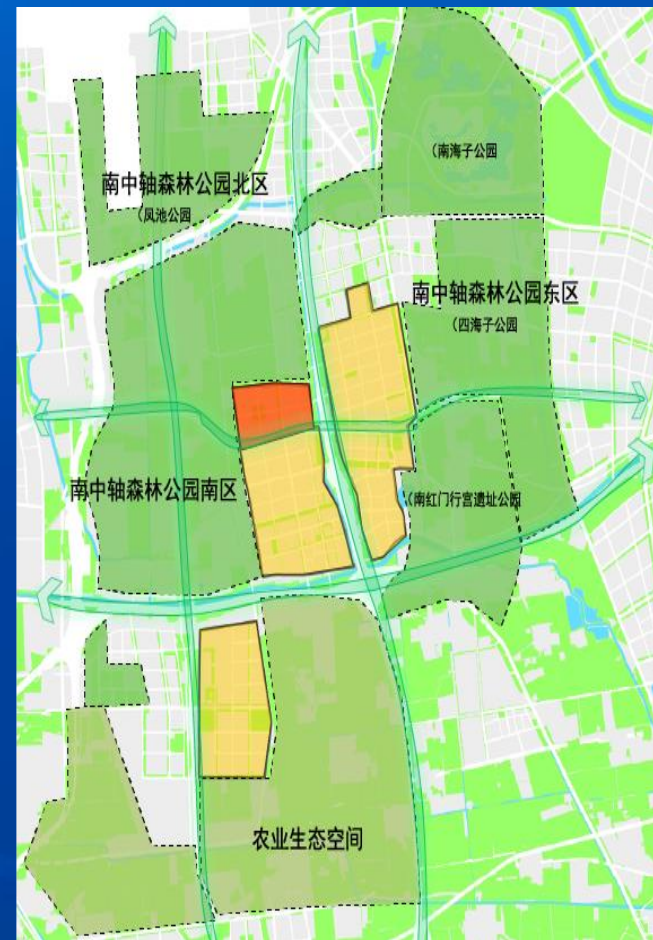 （南海子公园
南中轴森林公园北区
（凤池公园
南中轴森林公园东区
（四海子公园
南中轴森林公园南区
（南红门行宫遗址公园
农业生态空间